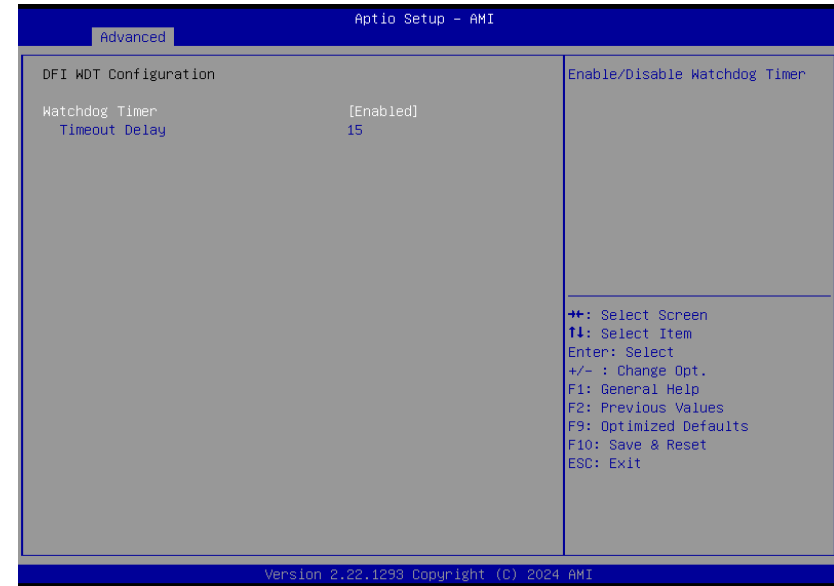 Aptio Setup - AMI
Advanced
DFI WDT Configuration
Watchdog Timer [Enabled]
Timeout Delay 15
Enable/Disable Watchdog Timer
→←: Select Screen
↑↓: Select Item
Enter: Select
+/- : Change Opt.
F1: General Help
F2: Previous Values
F9: Optimized Defaults
F10: Save & Reset
ESC: Exit
Version 2.22.1293 Copyright (C) 2024 AMI